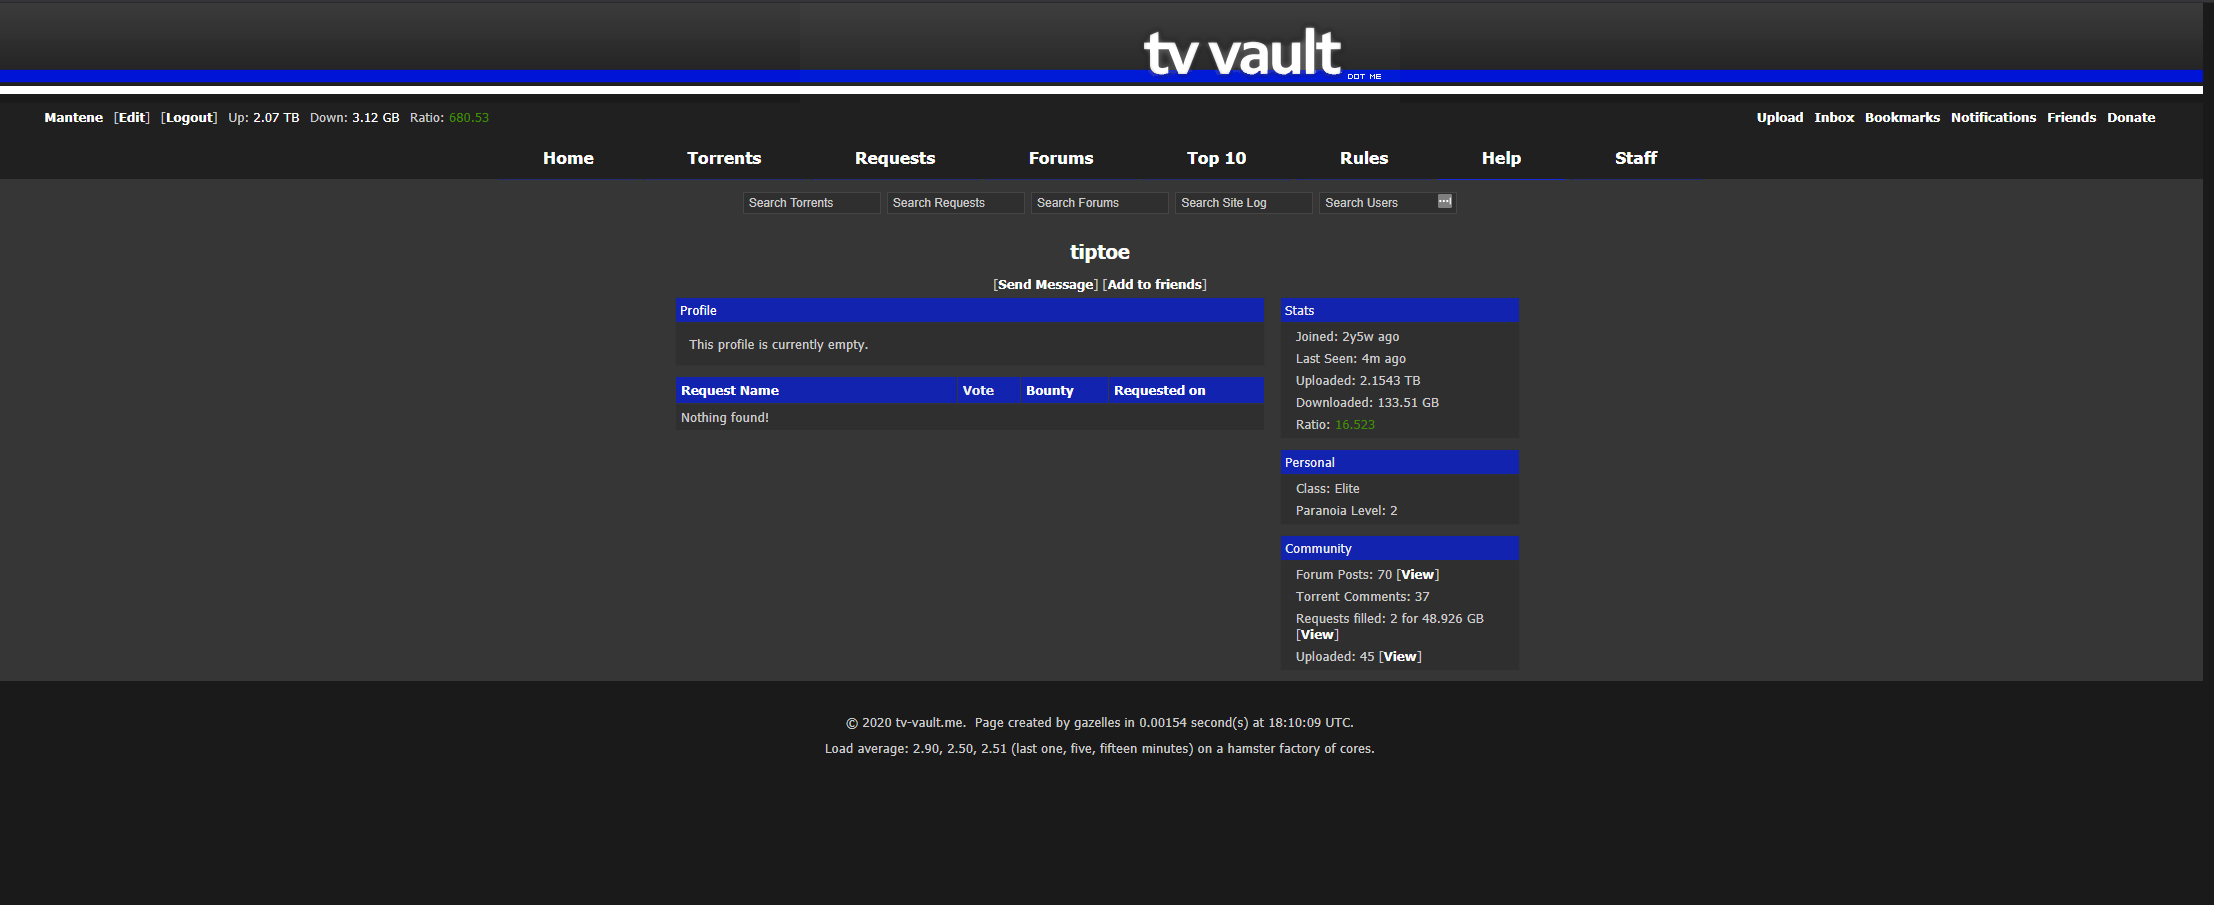 tv vault
DOT ME
Mantene [Edit] [Logout] Up: 2.07 TB Down: 3.12 GB Ratio: 680.53
Upload Inbox Bookmarks Notifications Friends Donate
Home Torrents Requests Forums Top 10 Rules Help Staff
Search Torrents Search Requests Search Forums Search Site Log Search Users
tiptoe
[Send Message] [Add to friends]
Profile
This profile is currently empty.
Request Name Vote Bounty Requested on
Nothing found!
Stats
Joined: 2y5w ago
Last Seen: 4m ago
Uploaded: 2.1543 TB
Downloaded: 133.51 GB
Ratio: 16.523
Personal
Class: Elite
Paranoia Level: 2
Community
Forum Posts: 70 [View]
Torrent Comments: 37
Requests filled: 2 for 48.926 GB
[View]
Uploaded: 45 [View]
© 2020 tv-vault.me. Page created by gazelles in 0.00154 second(s) at 18:10:09 UTC.
Load average: 2.90, 2.50, 2.51 (last one, five, fifteen minutes) on a hamster factory of cores.